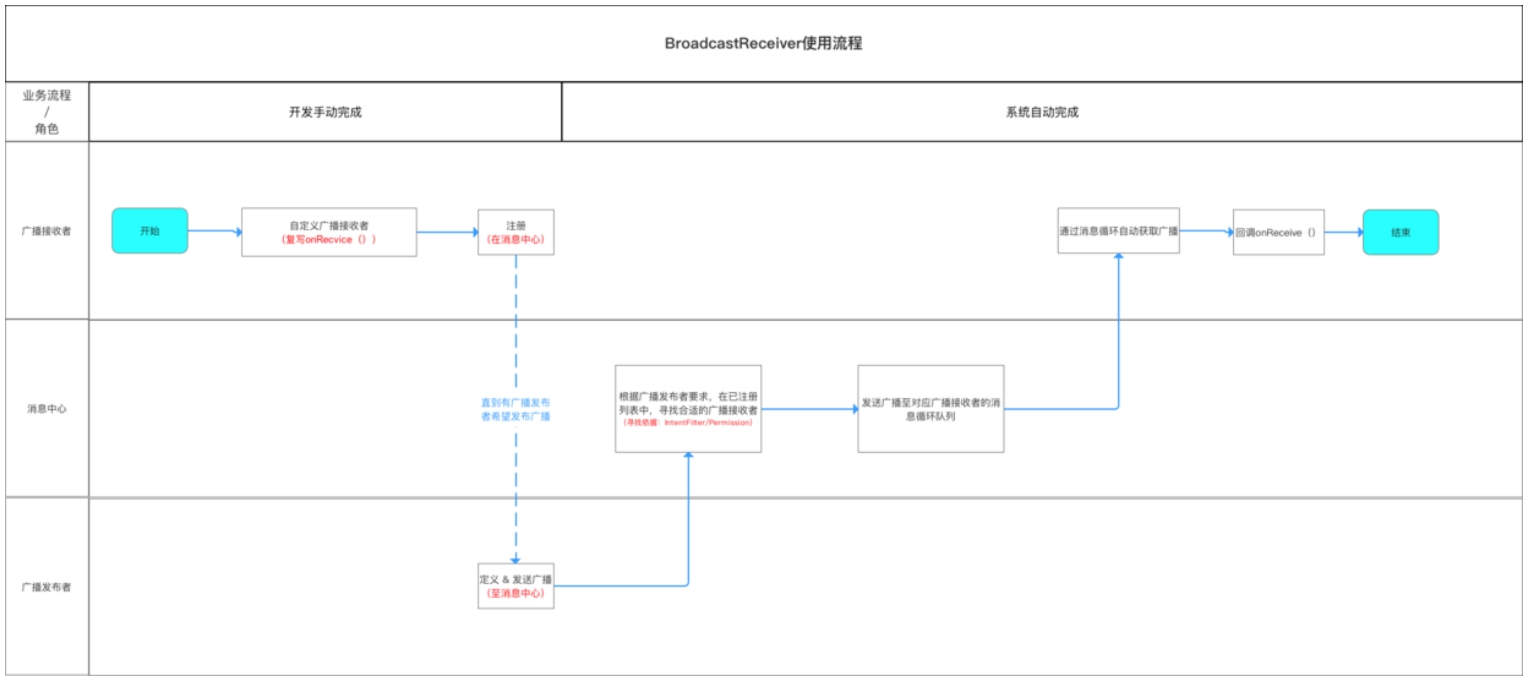 BroadcastReceiver使用流程
业务流程
/
角色
开发手动完成
系统自动完成
广播接收者
开始
自定义广播接收者
（复写onRecvice（））
注册
（在消息中心）
通过消息循环自动获取广播
回调onReceive（）
结束
消息中心
直到有广播发布
者希望发布广播
根据广播发布者要求，在已注册
列表中，寻找合适的广播接收者
（寻找依据：IntentFilter/Permission）
发送广播至对应广播接收者的消
息循环队列
广播发布者
定义 & 发送广播
（至消息中心）